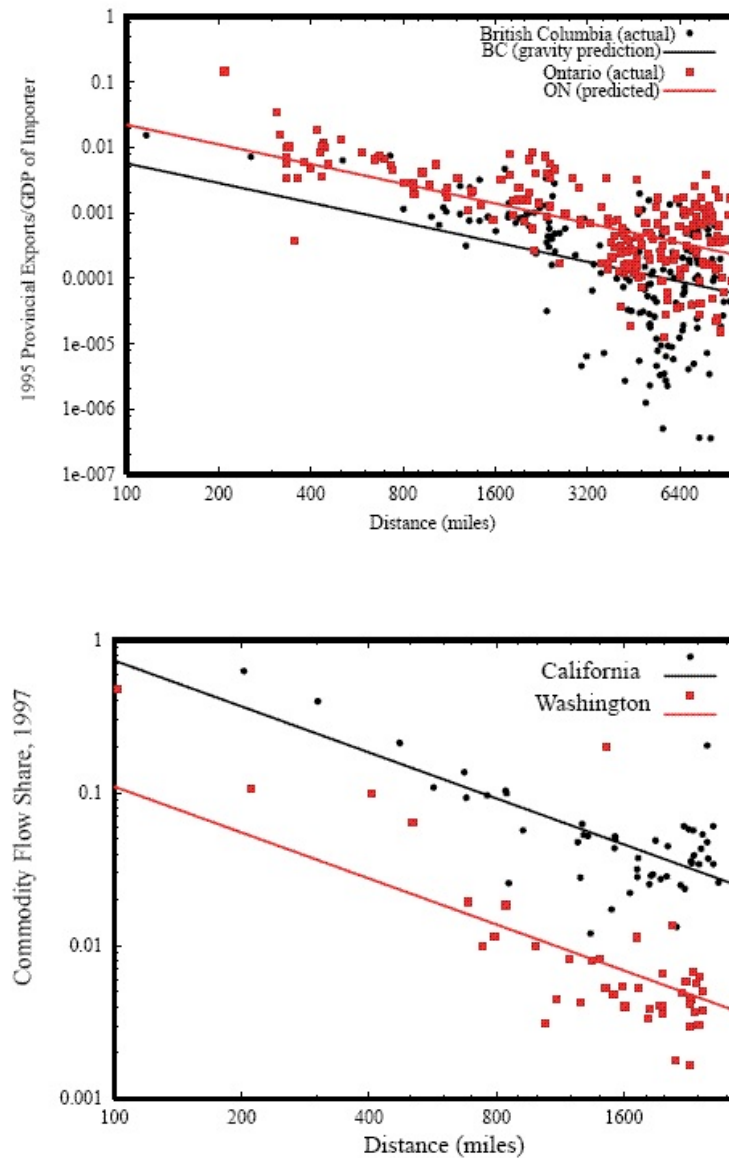 1
0.1
0.01
0.001
0.0001
1e-005
1e-006
1e-007
1995 Provincial Exports/GDP of Importer
British Columbia (actual)
BC (gravity prediction)
Ontario (actual)
ON (predicted)
100 200 400 800 1600 3200 6400
Distance (miles)
1
0.1
0.01
0.001
Commodity Flow Share, 1997
California
Washington
100 200 400 800 1600
Distance (miles)